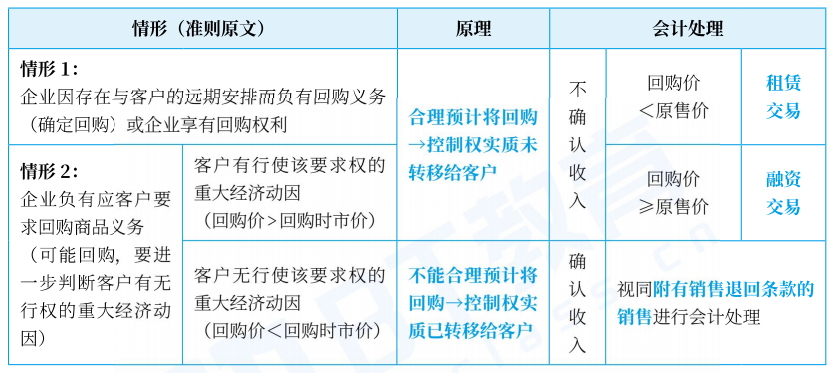 情形（准则原文）
原理
会计处理
情形 1：
企业因存在与客户的远期安排而负有回购义务
（确定回购）或企业享有回购权利
合理预计将回购
→控制权实质未
转移给客户
不
确
认
收
入
回购价
＜原售价
租赁
交易
情形 2：
企业负有应客户要
求回购商品义务
（可能回购，要进
一步判断客户有无
行权的重大经济动
因）
客户有行使该要求权的
重大经济动因
（回购价＞回购时市价）
回购价
≥原售价
融资
交易
客户无行使该要求权的
重大经济动因
（回购价＜回购时市价）
不能合理预计将
回购→控制权实
质已转移给客户
确
认
收
入
视同附有销售退回条款的
销售进行会计处理